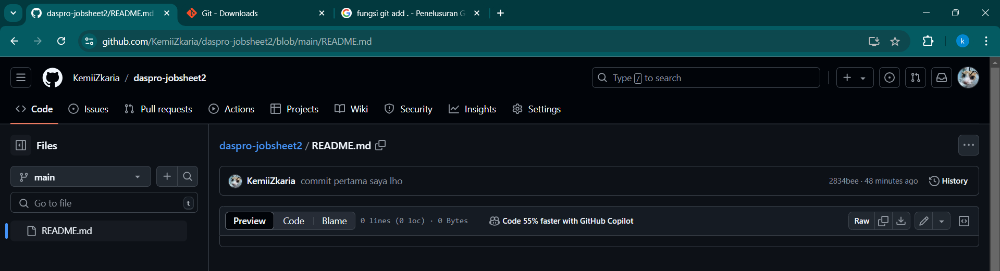 daspro-jobsheet2/README.md
Git - Downloads
fungsi git add . - Penelusuran G
github.com/KemiiZkaria/daspro-jobsheet2/blob/main/README.md
k
KemiiZkaria / daspro-jobsheet2
Type / to search
Code
Issues
Pull requests
Actions
Projects
Wiki
Security
Insights
Settings
Files
main
Go to file
t
README.md
daspro-jobsheet2 / README.md
KemiiZkaria commit pertama saya lho
2834bee · 48 minutes ago
History
Preview
Code
Blame
0 lines (0 loc) · 0 Bytes
Code 55% faster with GitHub Copilot
Raw